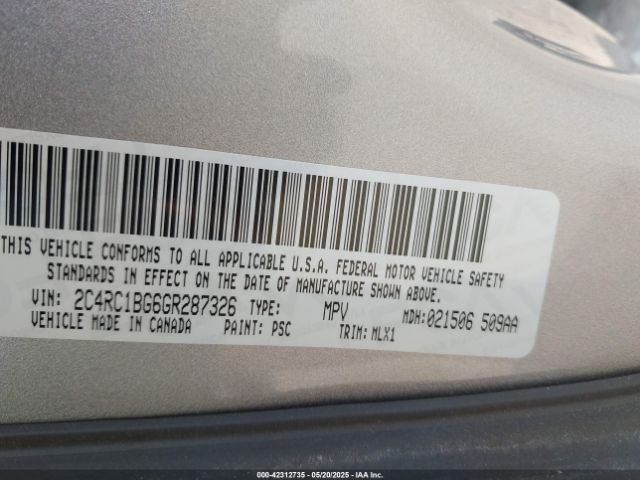 THIS VEHICLE CONFORMS TO ALL APPLICABLE U.S.A. FEDERAL MOTOR VEHICLE SAFETY
STANDARDS IN EFFECT ON THE DATE OF MANUFACTURE SHOWN ABOVE.
VIN: 2C4RC1BG6GR287326 TYPE: MPV MDH:021506 509AA
VEHICLE MADE IN CANADA PAINT: PSC TRIM: MLX1
000-42312735 - 05/20/2025 - IAA Inc.